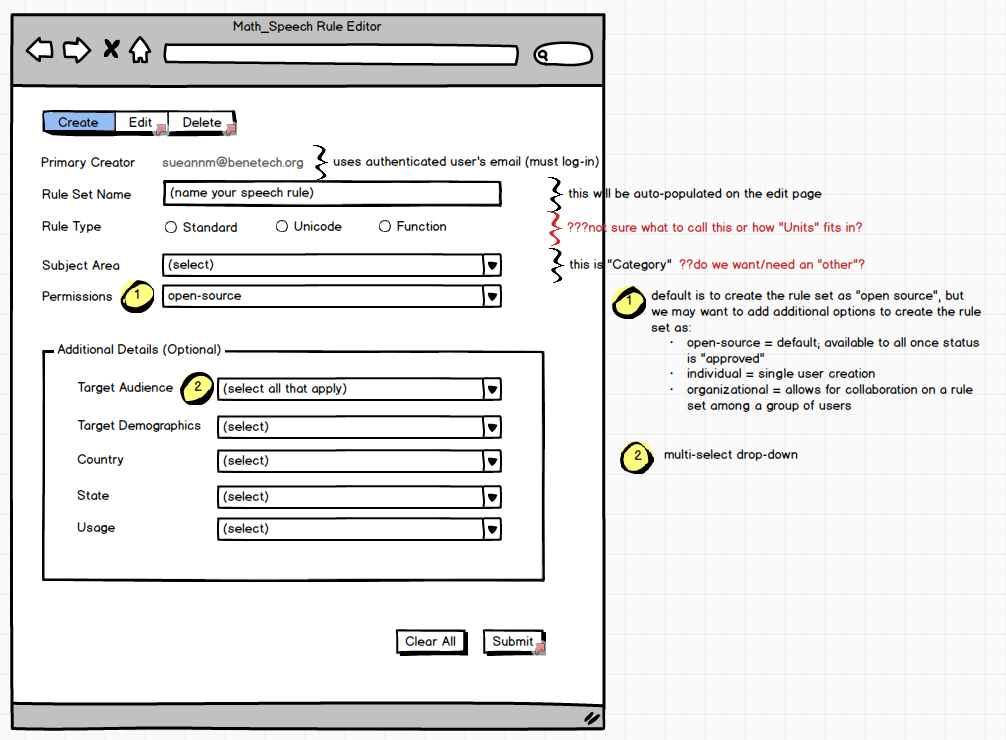 Math_Speech Rule Editor
Create Edit Delete
Primary Creator sueannm@benetech.org uses authenticated user's email (must log-in)
Rule Set Name (name your speech rule) this will be auto-populated on the edit page
Rule Type Standard Unicode Function ???not sure what to call this or how "Units" fits in?
Subject Area (select) this is "Category" ??do we want/need an "other"?
Permissions 1 open-source
1 default is to create the rule set as "open source", but
we may want to add additional options to create the rule
set as:
· open-source = default; available to all once status
is "approved"
· individual = single user creation
· organizational = allows for collaboration on a rule
set among a group of users
Additional Details (Optional)
Target Audience 2 (select all that apply)
Target Demographics (select)
Country (select)
State (select)
Usage (select)
2 multi-select drop-down
Clear All Submit